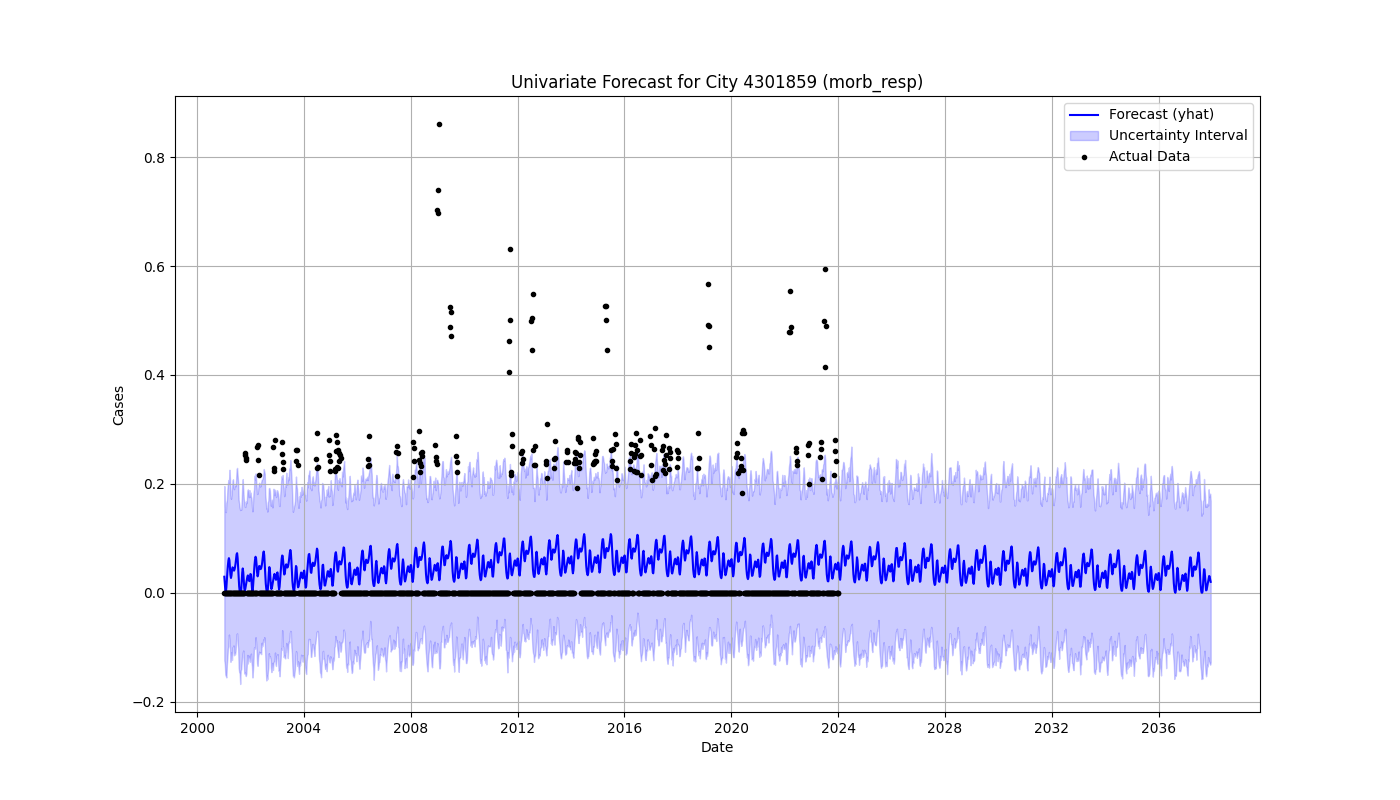 Univariate Forecast for City 4301859 (morb_resp)
Forecast (yhat)
Uncertainty Interval
Actual Data
Cases
0.8
0.6
0.4
0.2
0.0
−0.2
2000 2004 2008 2012 2016 2020 2024 2028 2032 2036
Date